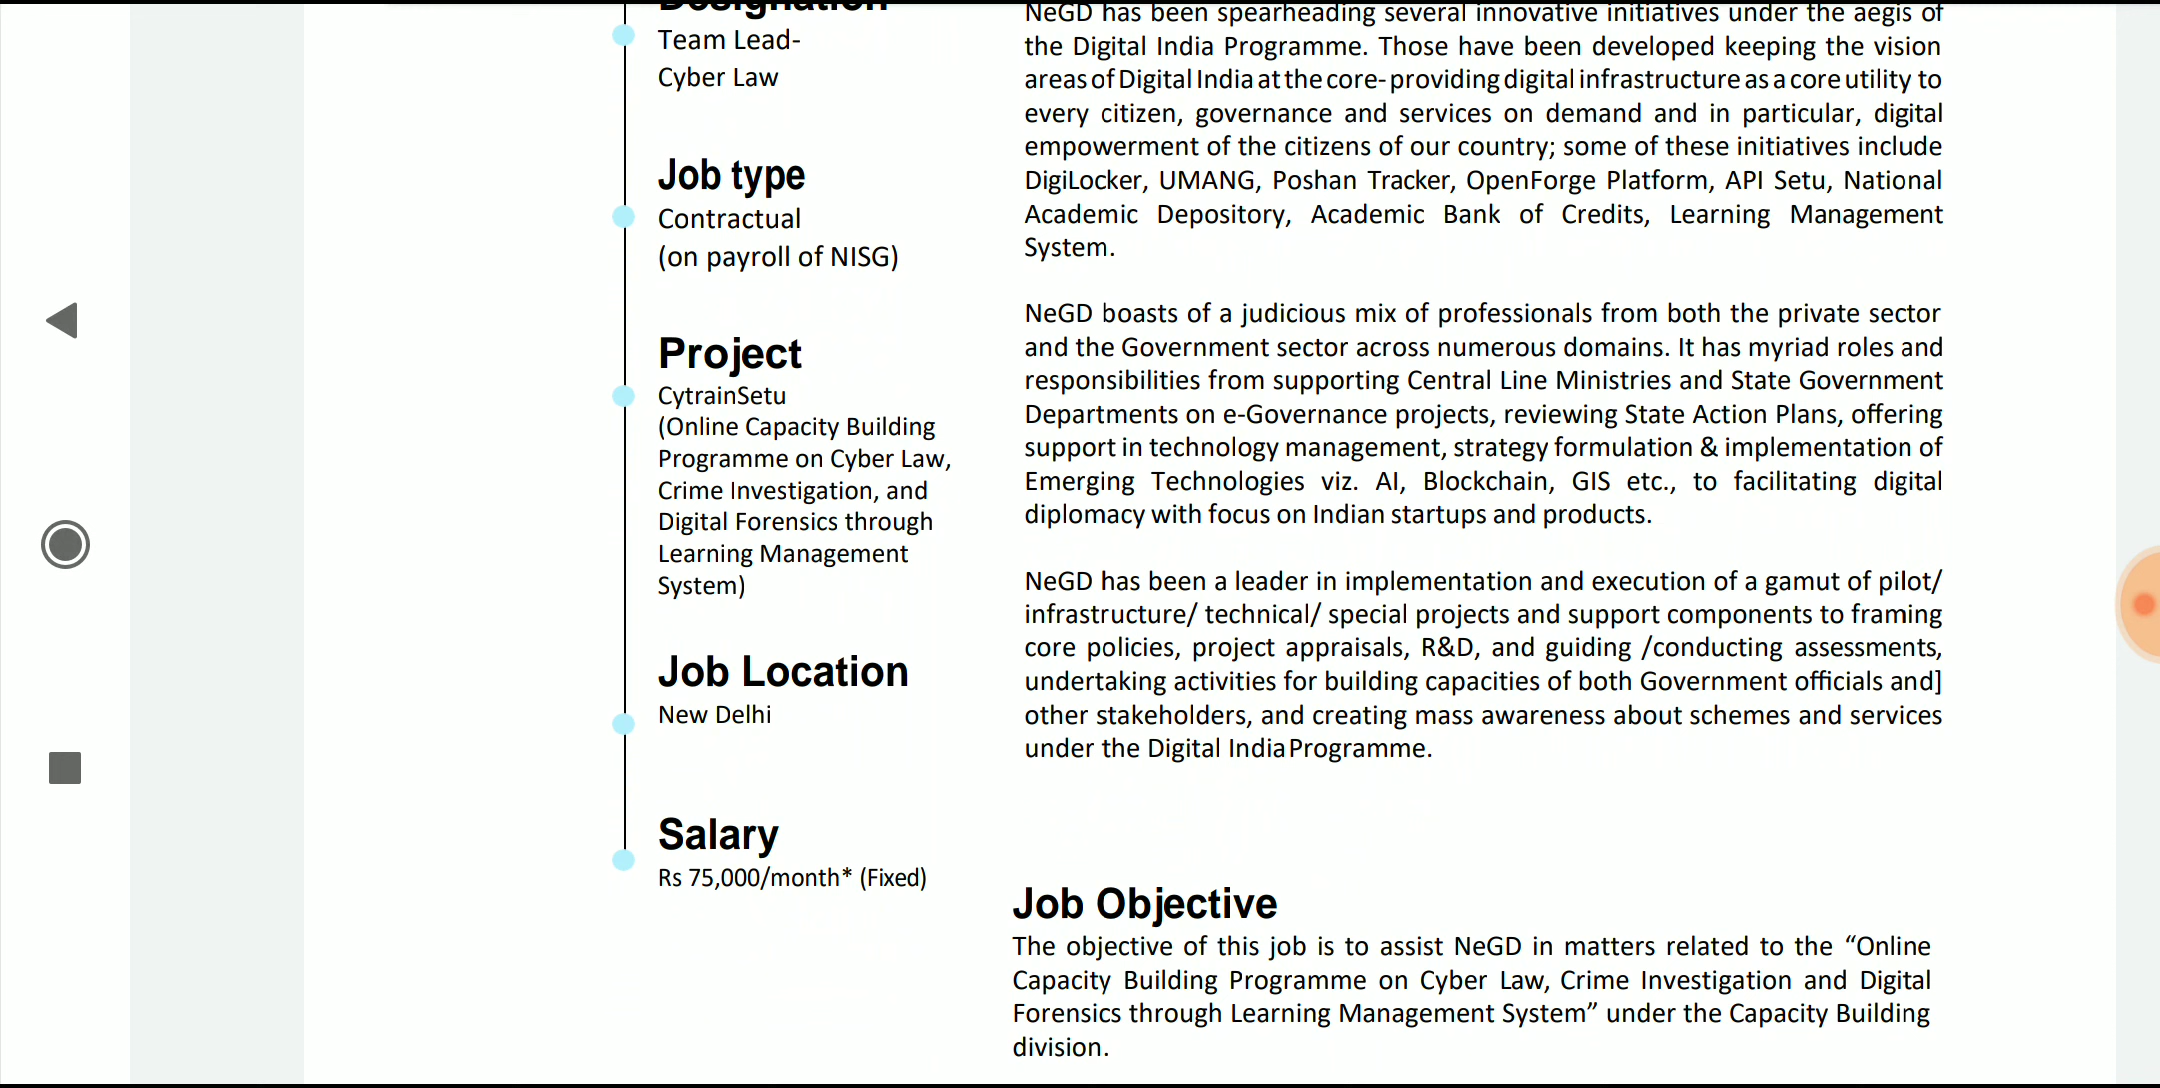 Designation
Team Lead-
Cyber Law
Job type
Contractual
(on payroll of NISG)
Project
CytrainSetu
(Online Capacity Building
Programme on Cyber Law,
Crime Investigation, and
Digital Forensics through
Learning Management
System)
Job Location
New Delhi
Salary
Rs 75,000/month* (Fixed)
NeGD has been spearheading several innovative initiatives under the aegis of
the Digital India Programme. Those have been developed keeping the vision
areas of Digital India at the core- providing digital infrastructure as a core utility to
every citizen, governance and services on demand and in particular, digital
empowerment of the citizens of our country; some of these initiatives include
DigiLocker, UMANG, Poshan Tracker, OpenForge Platform, API Setu, National
Academic Depository, Academic Bank of Credits, Learning Management
System.
NeGD boasts of a judicious mix of professionals from both the private sector
and the Government sector across numerous domains. It has myriad roles and
responsibilities from supporting Central Line Ministries and State Government
Departments on e-Governance projects, reviewing State Action Plans, offering
support in technology management, strategy formulation & implementation of
Emerging Technologies viz. AI, Blockchain, GIS etc., to facilitating digital
diplomacy with focus on Indian startups and products.
NeGD has been a leader in implementation and execution of a gamut of pilot/
infrastructure/ technical/ special projects and support components to framing
core policies, project appraisals, R&D, and guiding /conducting assessments,
undertaking activities for building capacities of both Government officials and]
other stakeholders, and creating mass awareness about schemes and services
under the Digital India Programme.
Job Objective
The objective of this job is to assist NeGD in matters related to the “Online
Capacity Building Programme on Cyber Law, Crime Investigation and Digital
Forensics through Learning Management System” under the Capacity Building
division.